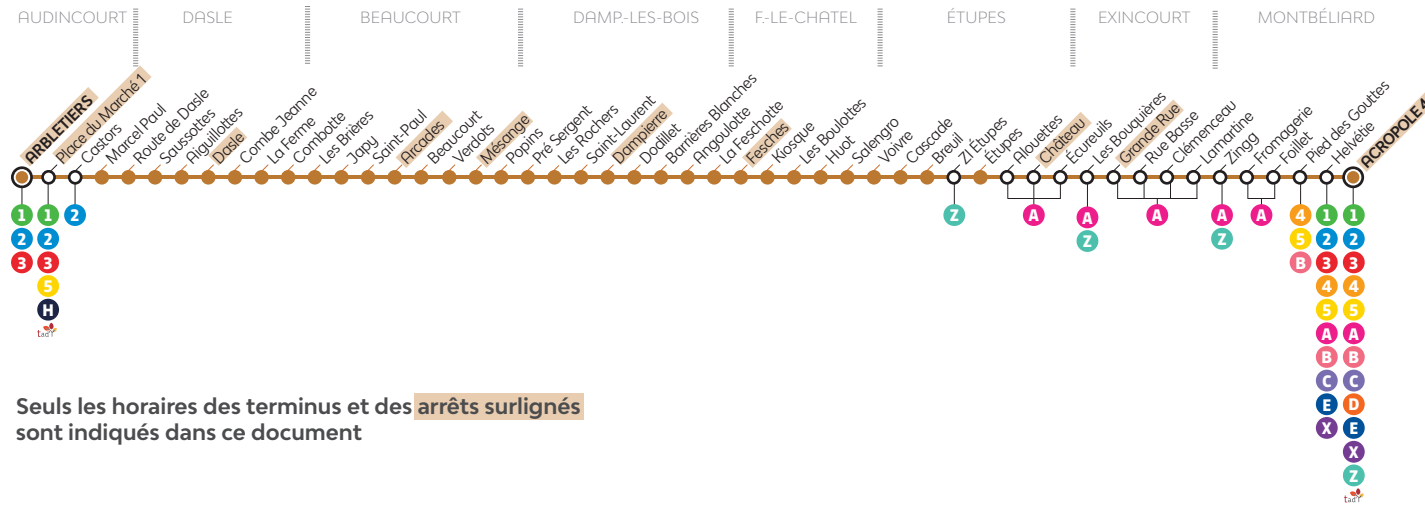 AUDINCOURT
DASLE
BEAUCOURT
DAMP.-LES-BOIS
F.-LE-CHATEL
ÉTUPES
EXINCOURT
MONTBÉLIARD
ARBLETIERS
Place du Marché 1
Castors
Marcel Paul
Route de Dasle
Saussottes
Aiguillottes
Dasle
Combe Jeanne
La Ferme
Combotte
Les Brières
Japy
Saint-Paul
Arcades
Beaucourt
Verdots
Mésange
Popins
Pré Sergent
Les Rochers
Saint-Laurent
Dampierre
Dodillet
Barrières Blanches
Angoulotte
La Feschotte
Fesches
Kiosque
Les Boulottes
Huot
Salengro
Voivre
Cascade
Breuil
ZI Étupes
Étupes
Alouettes
Château
Écureuils
Les Bouquières
Grande Rue
Rue Basse
Clémenceau
Lamartine
Zingg
Fromagerie
Foillet
Pied des Gouttes
Helvétie
ACROPOLE
1
2
3
1
2
3
5
H
tad'Y
2
Z
A
A
Z
A
A
Z
A
4
5
B
1
2
3
4
5
A
B
C
E
X
1
2
3
4
5
A
B
C
D
E
X
Z
tad'Y
Seuls les horaires des terminus et des arrêts surlignés
sont indiqués dans ce document